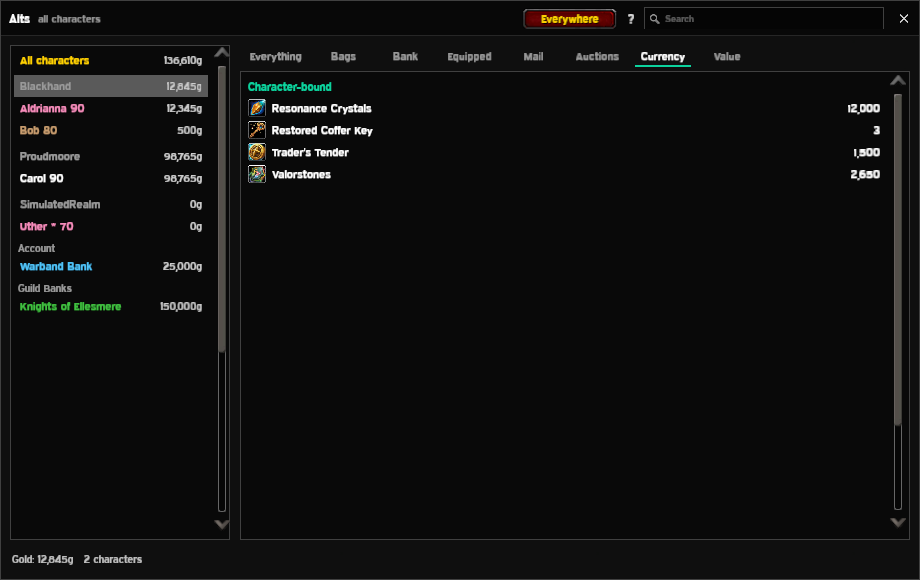 Alts all characters Everywhere ? Search
Everything Bags Bank Equipped Mail Auctions Currency Value
All characters 136,610g
Blackhand 12,845g
Aldrianna 90 12,345g
Bob 80 500g
Proudmoore 98,765g
Carol 90 98,765g
SimulatedRealm 0g
Uther * 70 0g
Account
Warband Bank 25,000g
Guild Banks
Knights of Ellesmere 150,000g
Character-bound
Resonance Crystals 12,000
Restored Coffer Key 3
Trader's Tender 1,500
Valorstones 2,650
Gold: 12,845g 2 characters